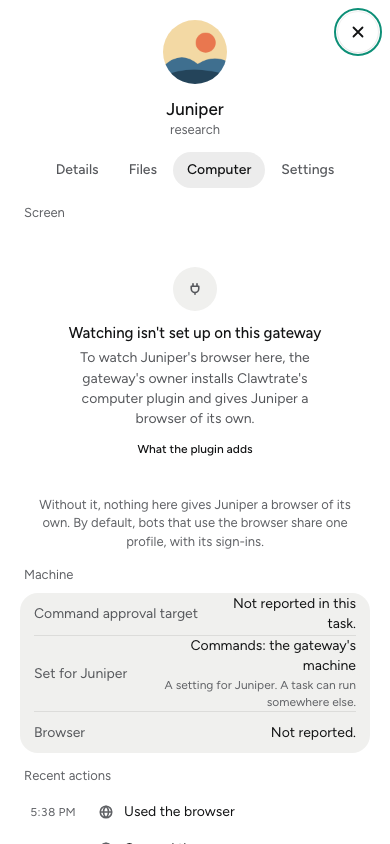 Juniper
research
Details Files Computer Settings
Screen
Watching isn't set up on this gateway
To watch Juniper's browser here, the
gateway's owner installs Clawtrate's
computer plugin and gives Juniper a
browser of its own.
What the plugin adds
Without it, nothing here gives Juniper a browser of its
own. By default, bots that use the browser share one
profile, with its sign-ins.
Machine
Command approval target Not reported in this
task.
Set for Juniper Commands: the gateway's
machine
A setting for Juniper. A task can run
somewhere else.
Browser Not reported.
Recent actions
5:38 PM Used the browser